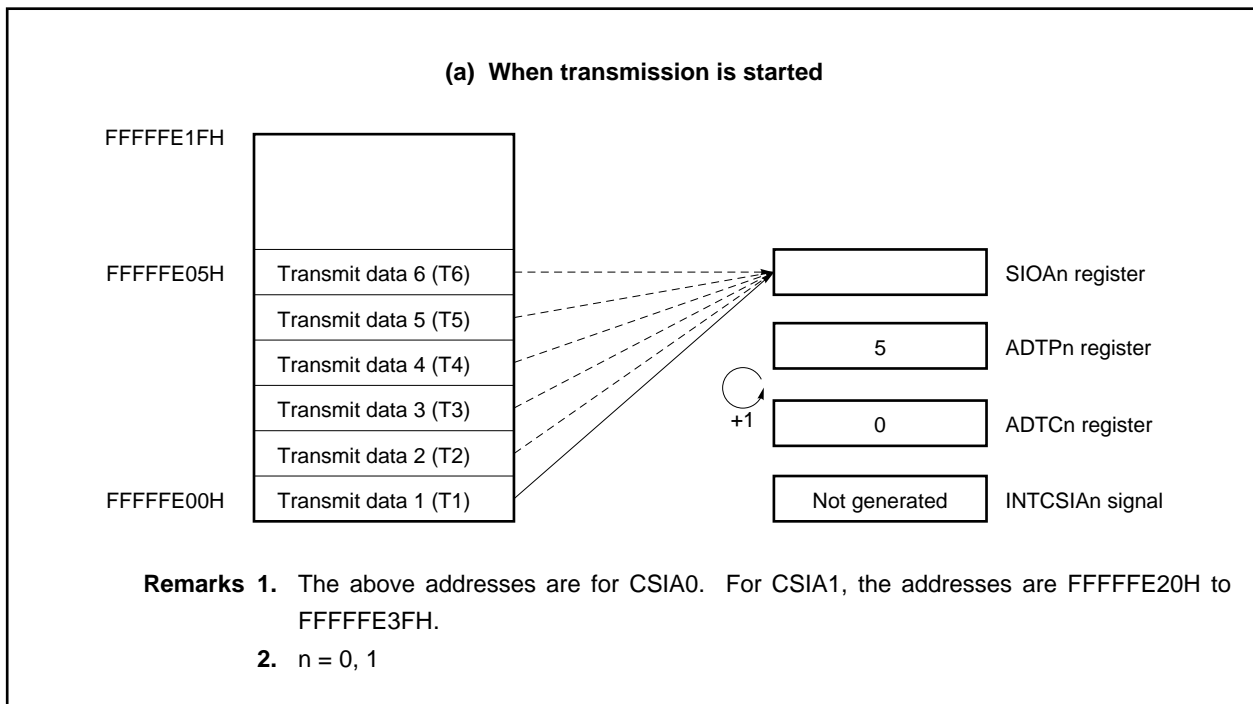 (a) When transmission is started
FFFFFE1FH
FFFFFE05H
Transmit data 6 (T6)
SIOAn register
Transmit data 5 (T5)
5
ADTPn register
Transmit data 4 (T4)
Transmit data 3 (T3)
+1
0
ADTCn register
Transmit data 2 (T2)
FFFFFE00H
Transmit data 1 (T1)
Not generated
INTCSIAn signal
Remarks 1. The above addresses are for CSIA0. For CSIA1, the addresses are FFFFFE20H to
FFFFFE3FH.
2. n = 0, 1